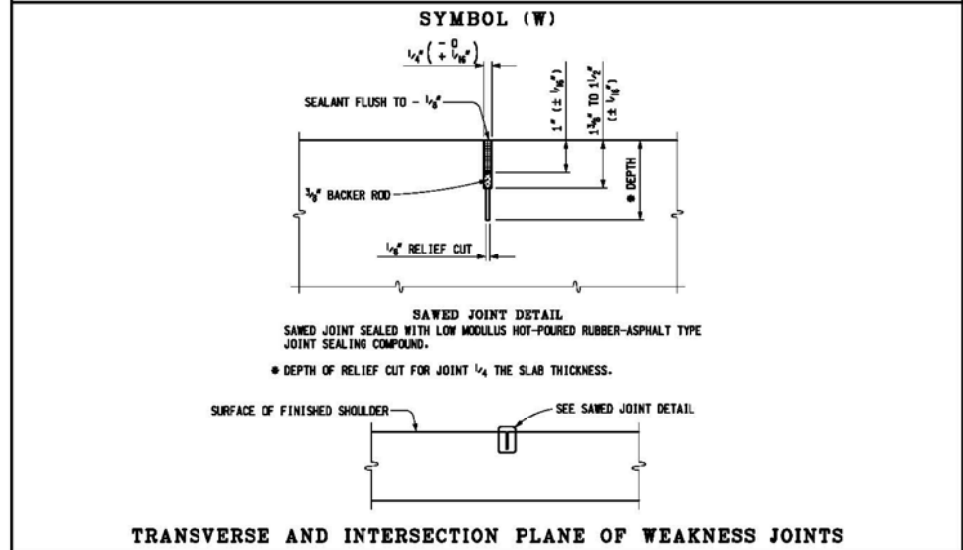 SYMBOL (W)
1/4" ( - 0
+ 1/16" )
SEALANT FLUSH TO - 1/8"
1" (± 1/16")
1 3/8" TO 1 1/2"
(± 1/16")
* DEPTH
3/8" BACKER ROD
1/8" RELIEF CUT
SAWED JOINT DETAIL
SAWED JOINT SEALED WITH LOW MODULUS HOT-POURED RUBBER-ASPHALT TYPE
JOINT SEALING COMPOUND.
* DEPTH OF RELIEF CUT FOR JOINT 1/4 THE SLAB THICKNESS.
SURFACE OF FINISHED SHOULDER
SEE SAWED JOINT DETAIL
TRANSVERSE AND INTERSECTION PLANE OF WEAKNESS JOINTS